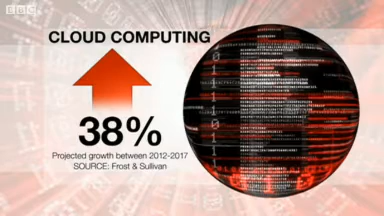 BBC
CLOUD COMPUTING
38%
Projected growth between 2012-2017
SOURCE: Frost & Sullivan